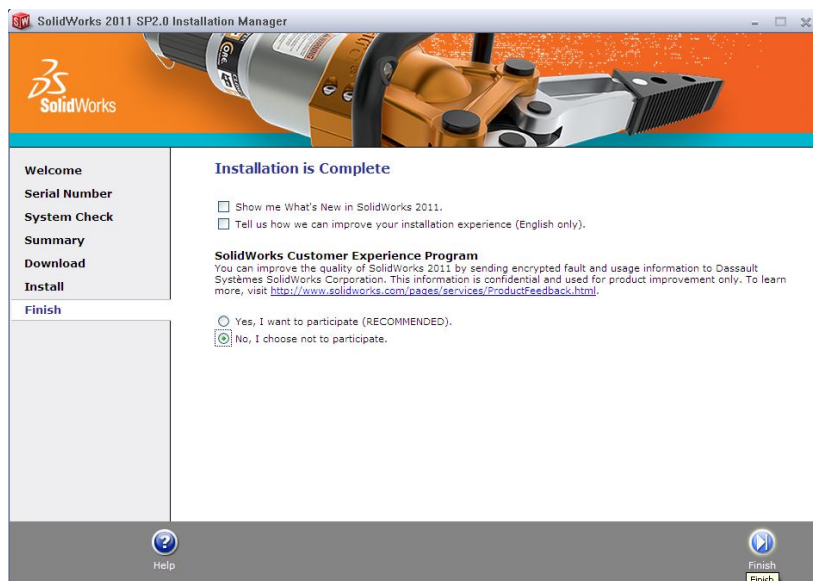 SolidWorks 2011 SP2.0 Installation Manager
SolidWorks
Welcome
Serial Number
System Check
Summary
Download
Install
Finish
Installation is Complete
Show me What's New in SolidWorks 2011.
Tell us how we can improve your installation experience (English only).
SolidWorks Customer Experience Program
You can improve the quality of SolidWorks 2011 by sending encrypted fault and usage information to Dassault
Systèmes SolidWorks Corporation. This information is confidential and used for product improvement only. To learn
more, visit http://www.solidworks.com/pages/services/ProductFeedback.html.
Yes, I want to participate (RECOMMENDED).
No, I choose not to participate.
Help
Finish
Finish